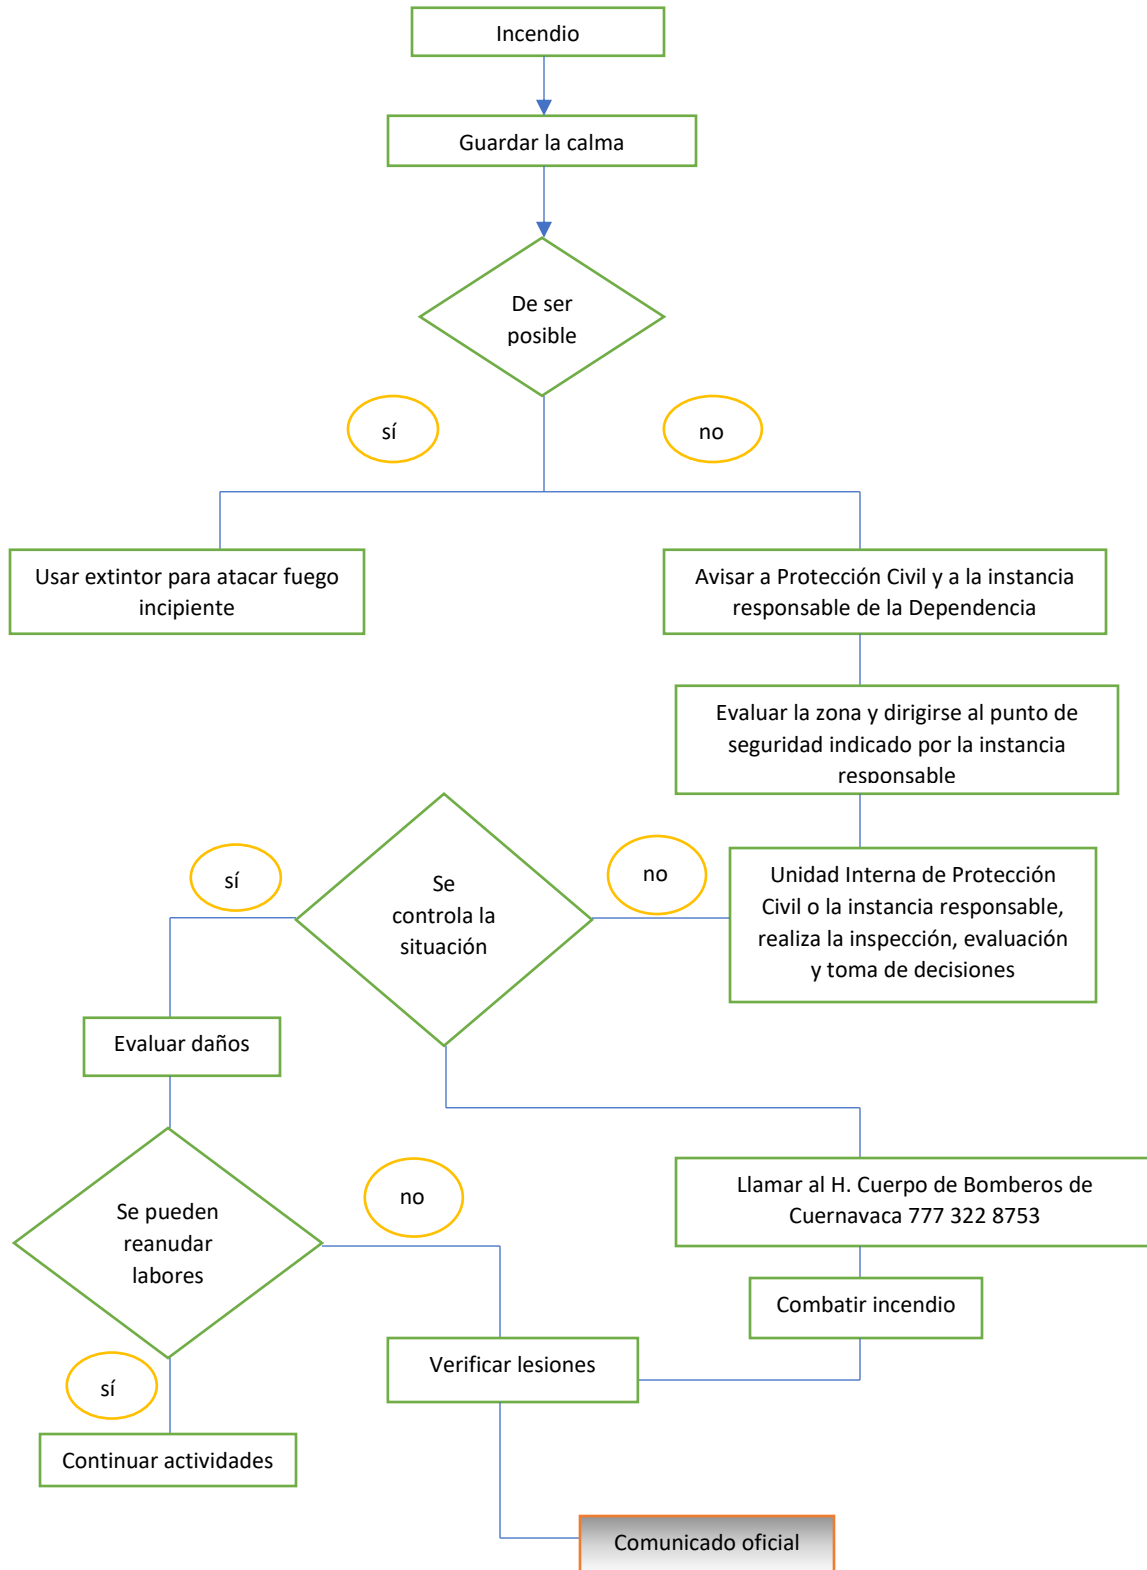 Incendio
Guardar la calma
De ser
posible
sí
no
Usar extintor para atacar fuego
incipiente
Avisar a Protección Civil y a la instancia
responsable de la Dependencia
Evaluar la zona y dirigirse al punto de
seguridad indicado por la instancia
responsable
sí
Se
controla la
situación
no
Unidad Interna de Protección
Civil o la instancia responsable,
realiza la inspección, evaluación
y toma de decisiones
Evaluar daños
Se pueden
reanudar
labores
no
Llamar al H. Cuerpo de Bomberos de
Cuernavaca 777 322 8753
Combatir incendio
Verificar lesiones
sí
Continuar actividades
Comunicado oficial